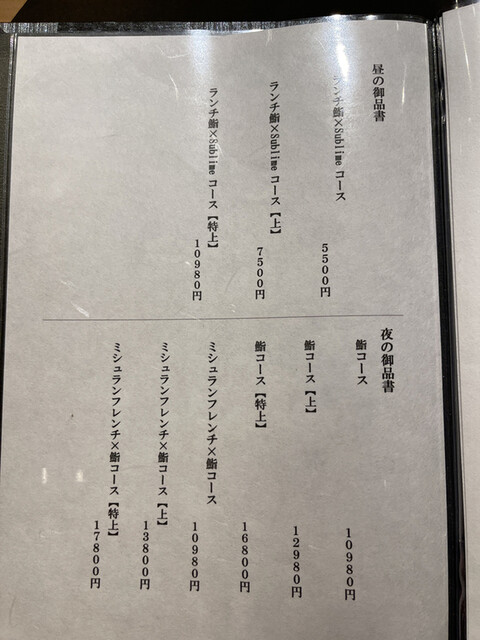 昼の御品書
ランチ鮨×Sublime コース
5500円
ランチ鮨×Sublime コース【上】
7500円
ランチ鮨×Sublime コース【特上】
10980円
夜の御品書
鮨コース
10980円
鮨コース【上】
12980円
鮨コース【特上】
16800円
ミシュランフレンチ×鮨コース
10980円
ミシュランフレンチ×鮨コース【上】
13800円
ミシュランフレンチ×鮨コース【特上】
17800円